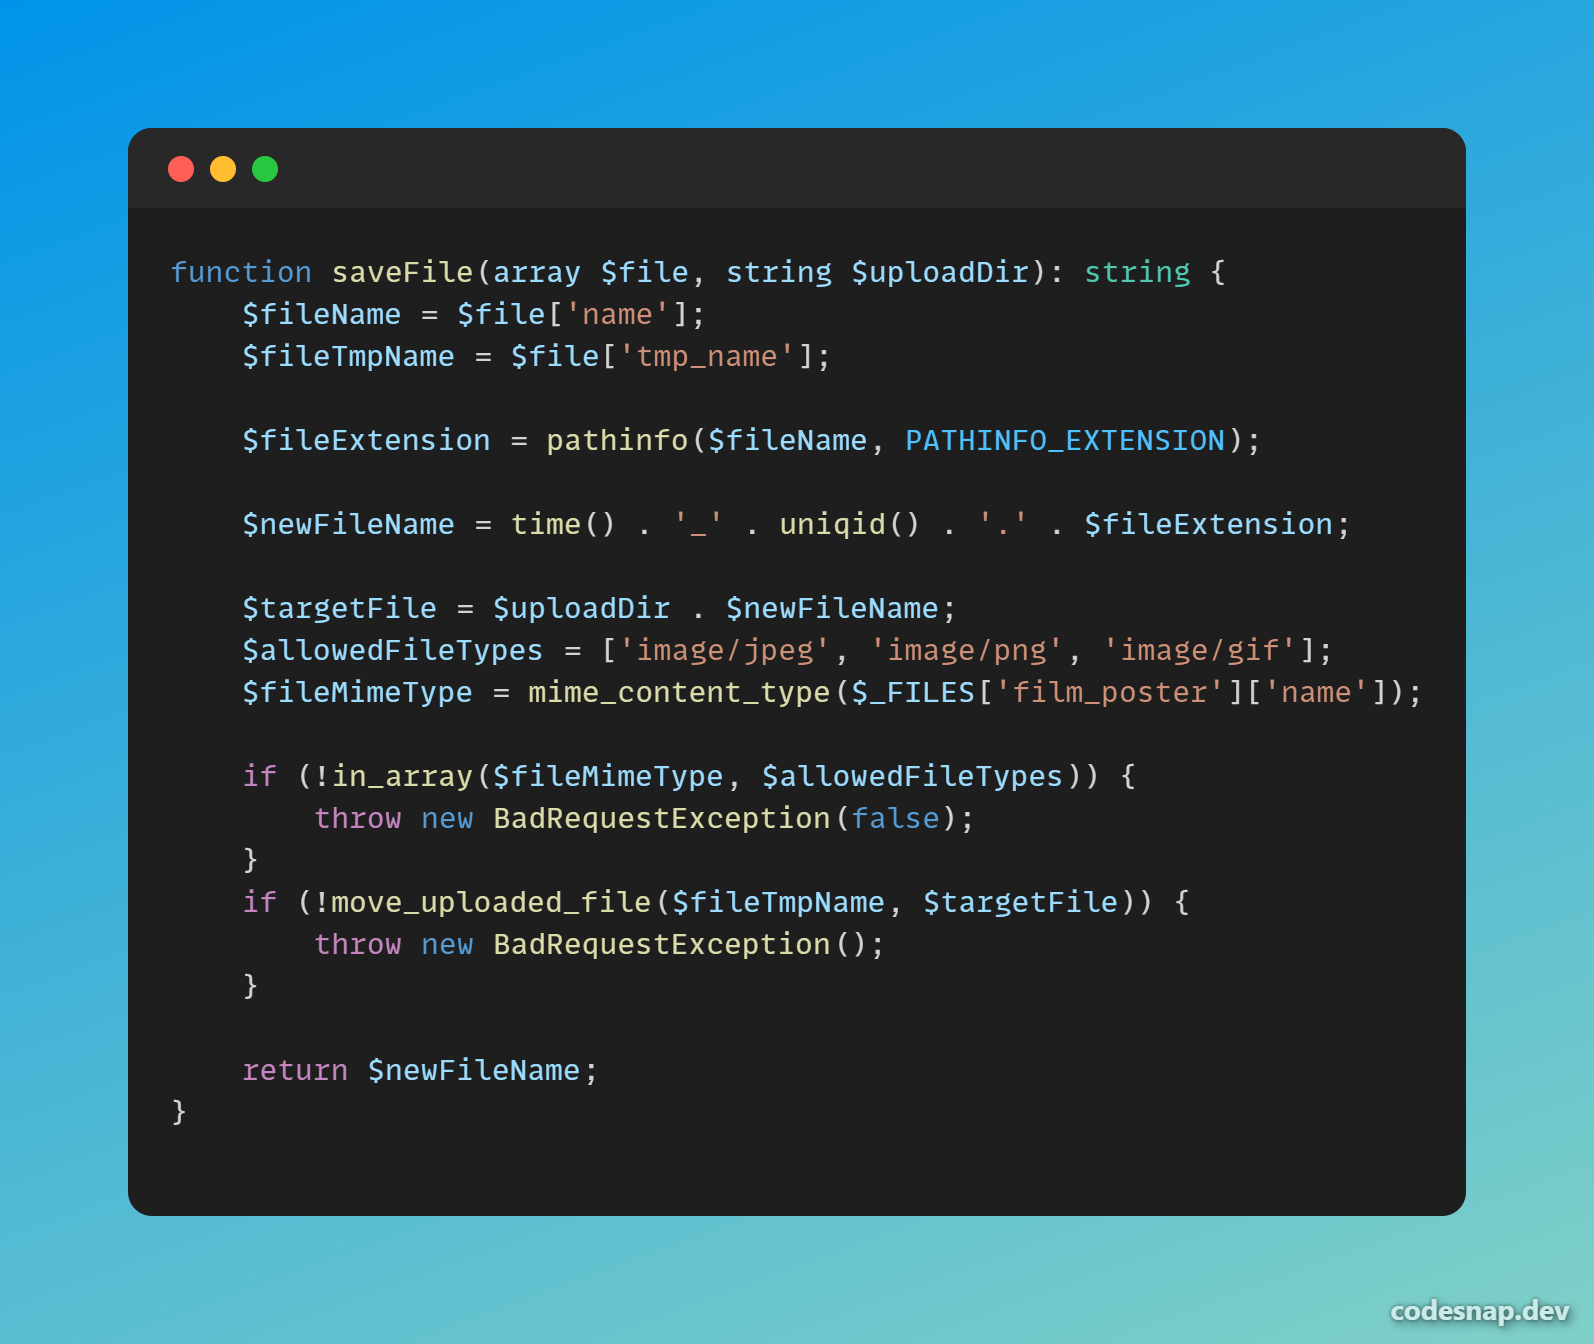 function saveFile(array $file, string $uploadDir): string {
    $fileName = $file['name'];
    $fileTmpName = $file['tmp_name'];

    $fileExtension = pathinfo($fileName, PATHINFO_EXTENSION);

    $newFileName = time() . '_' . uniqid() . '.' . $fileExtension;

    $targetFile = $uploadDir . $newFileName;
    $allowedFileTypes = ['image/jpeg', 'image/png', 'image/gif'];
    $fileMimeType = mime_content_type($_FILES['film_poster']['name']);

    if (!in_array($fileMimeType, $allowedFileTypes)) {
        throw new BadRequestException(false);
    }
    if (!move_uploaded_file($fileTmpName, $targetFile)) {
        throw new BadRequestException();
    }

    return $newFileName;
}
codesnap.dev